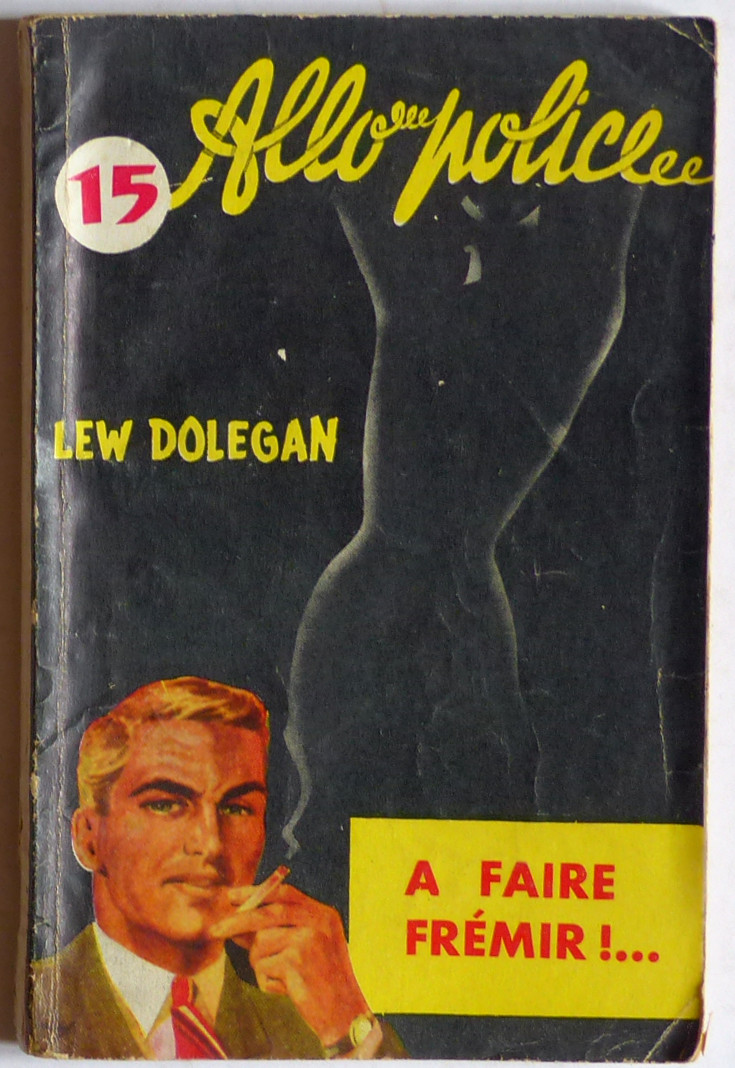 Allo... police...
15
LEW DOLEGAN
A FAIRE
FRÉMIR !...